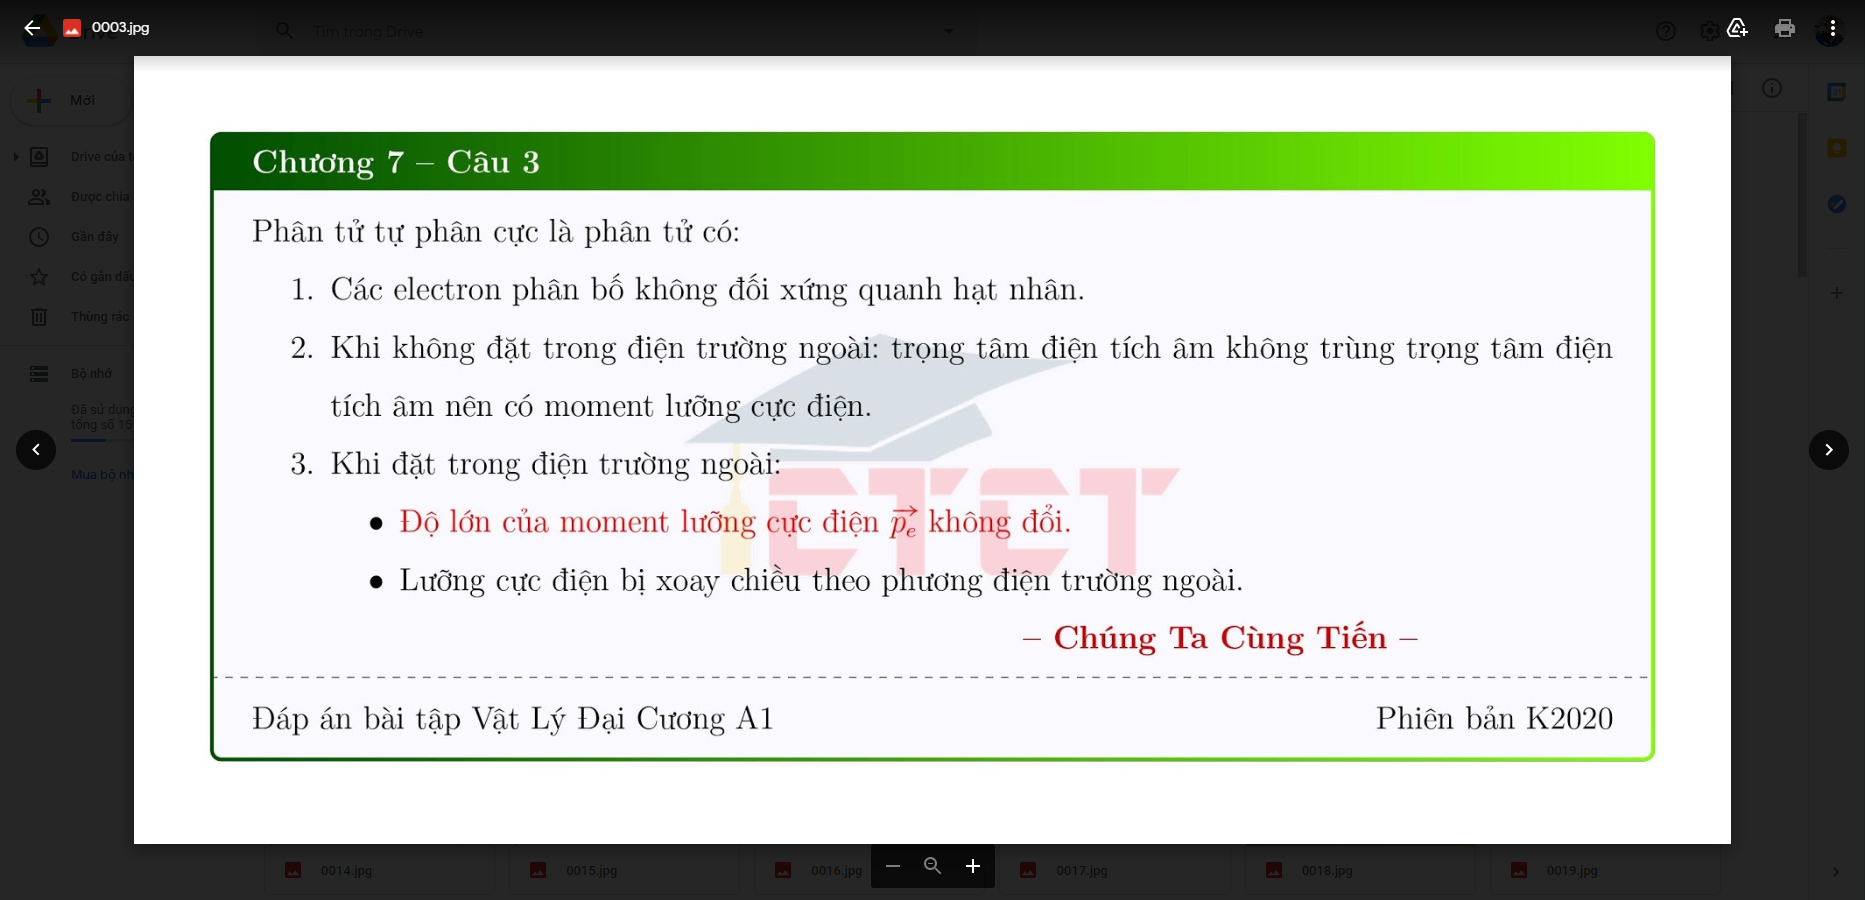 0003.jpg
Tìm trong Drive
Mới
Drive của t
Được chia
Gần đây
Có gắn dấu
Thùng rác
Bộ nhớ
Đã sử dụng
tổng số 15
Mua bộ nh
Chương 7 – Câu 3
Phân tử tự phân cực là phân tử có:
1. Các electron phân bố không đối xứng quanh hạt nhân.
2. Khi không đặt trong điện trường ngoài: trọng tâm điện tích âm không trùng trọng tâm điện
tích âm nên có moment lưỡng cực điện.
3. Khi đặt trong điện trường ngoài:
• Độ lớn của moment lưỡng cực điện $\overrightarrow{p_e}$ không đổi.
• Lưỡng cực điện bị xoay chiều theo phương điện trường ngoài.
– Chúng Ta Cùng Tiến –
CTCT
Đáp án bài tập Vật Lý Đại Cương A1 Phiên bản K2020
0014.jpg 0015.jpg 0016.jpg 0017.jpg 0018.jpg 0019.jpg